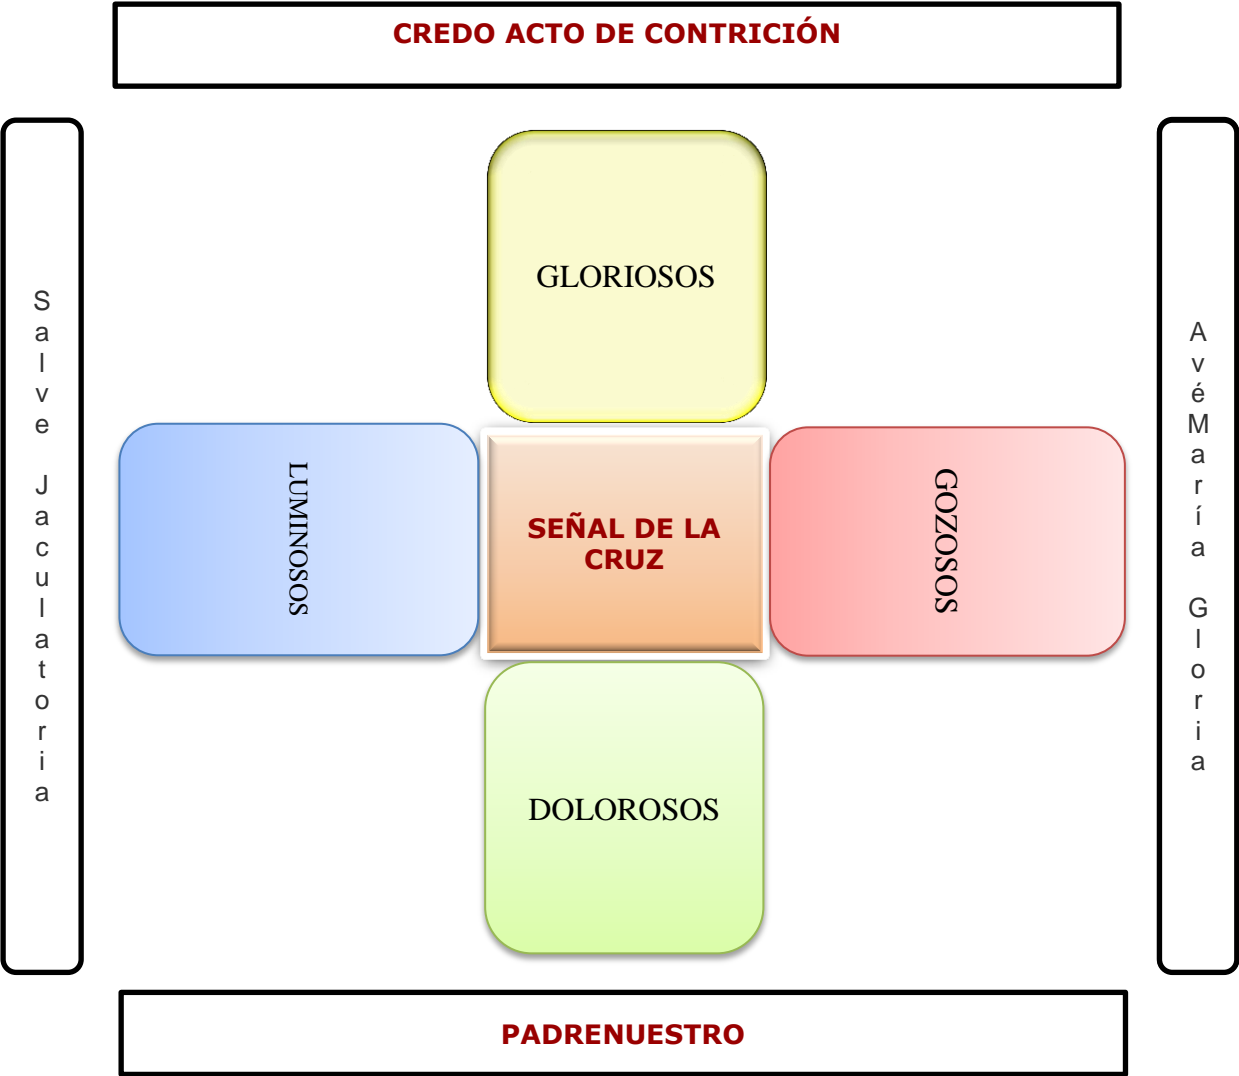 CREDO ACTO DE CONTRICIÓN
GLORIOSOS
Salve Jaculatoria
LUMINOSOS
SEÑAL DE LA
CRUZ
GOZOSOS
AvéMaría Gloria
DOLOROSOS
PADRENUESTRO